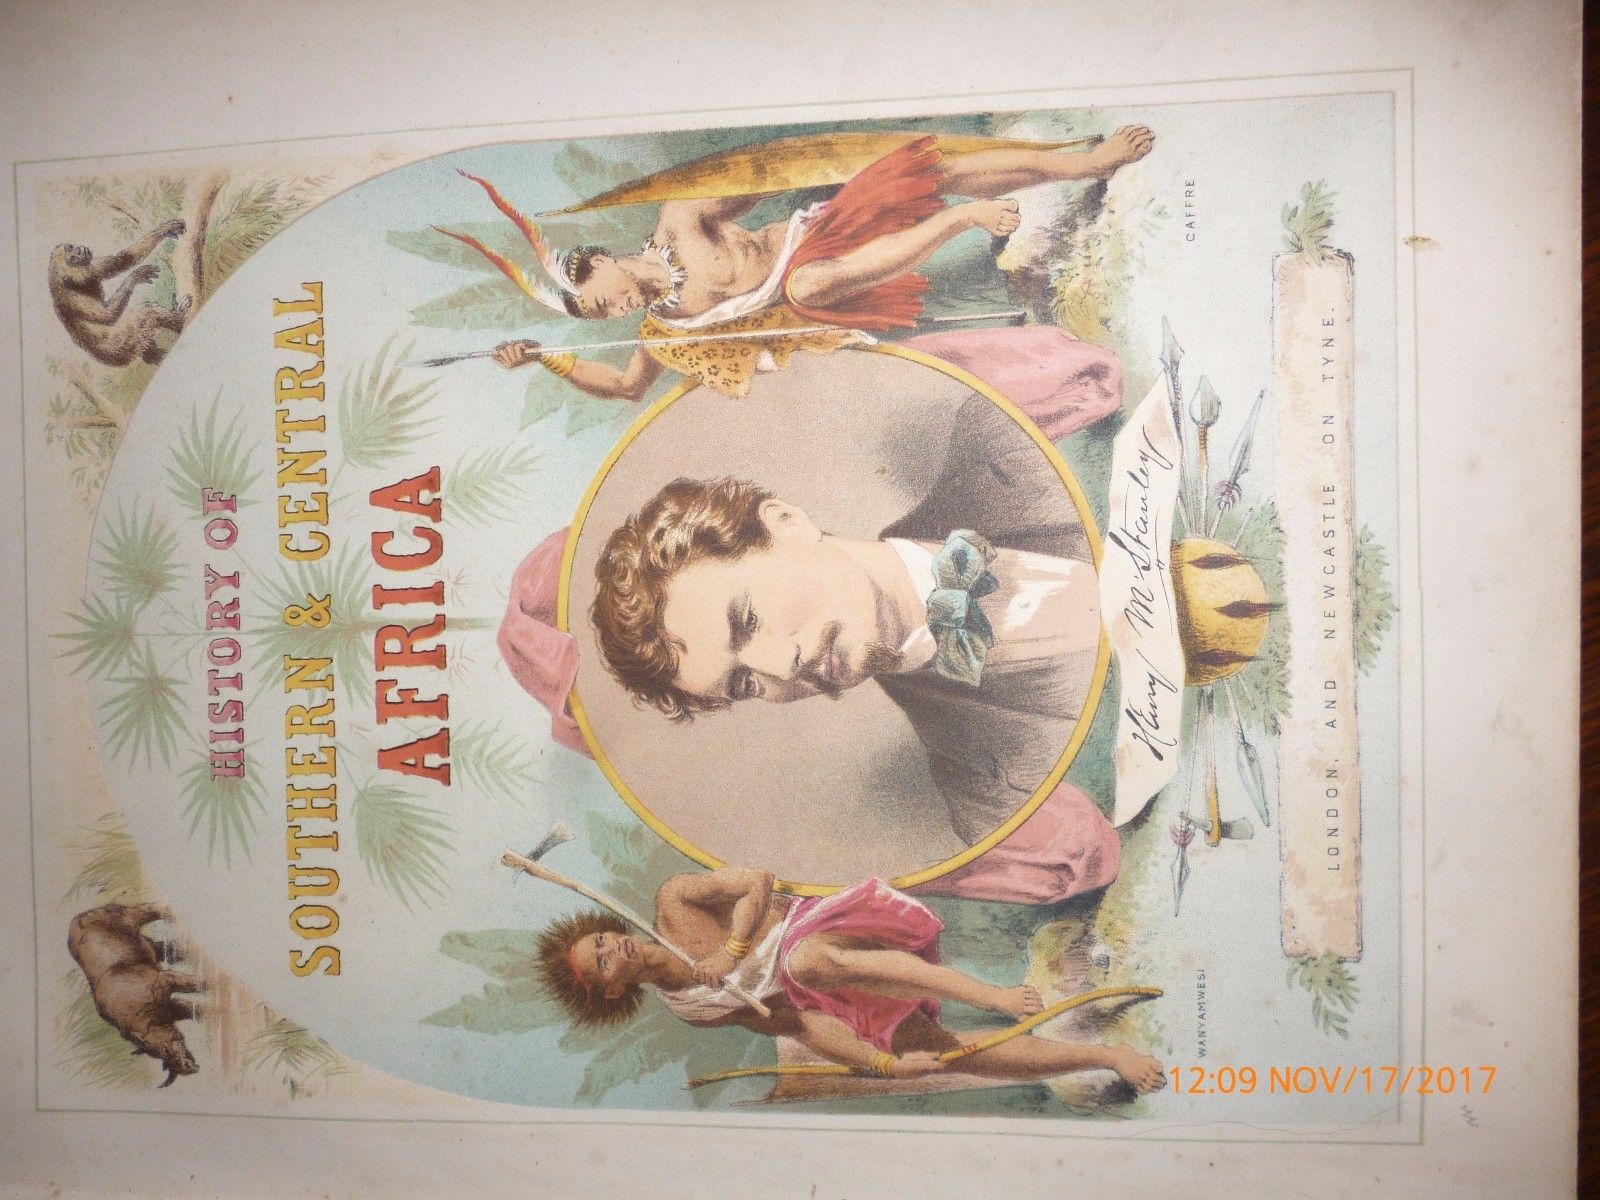 HISTORY OF
SOUTHERN & CENTRAL
AFRICA
Henry M. Stanley
WANYAMWESI
CAFFRE
LONDON, AND NEWCASTLE ON TYNE.
12:09 NOV/17/2017